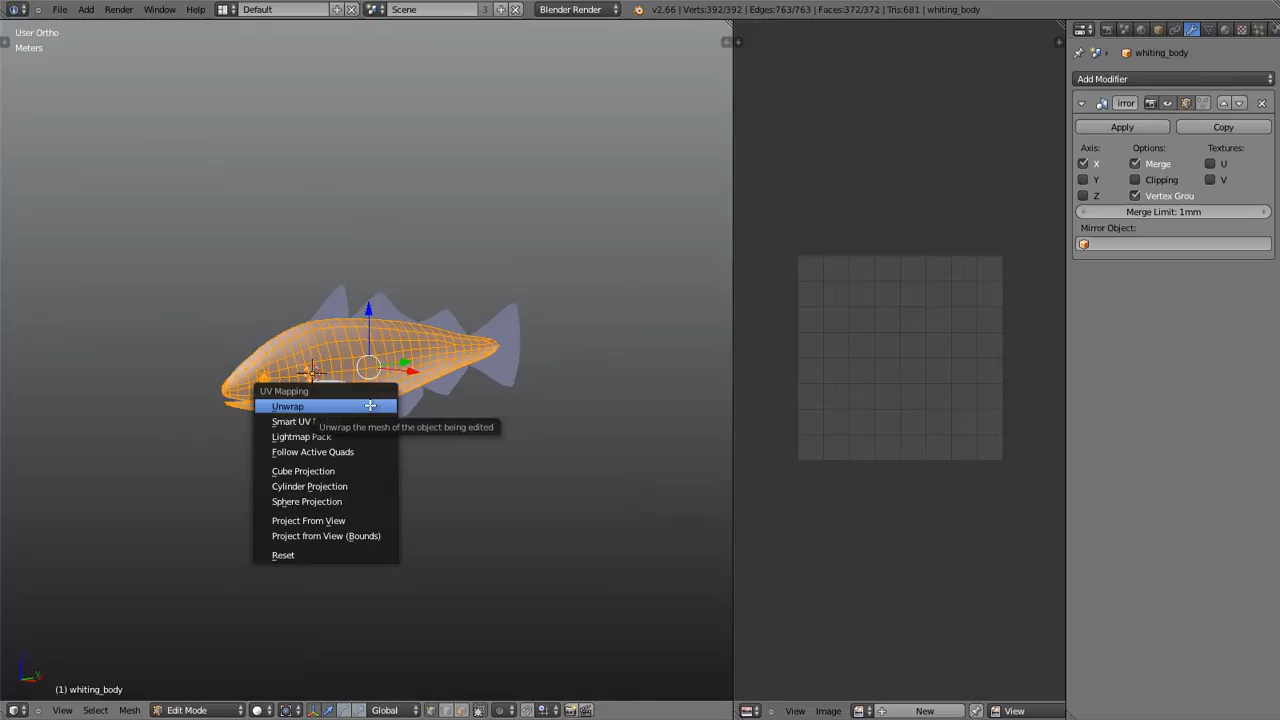 File Add Render Window Help Default Scene 3 Blender Render v2.66 | Verts:392/392 | Edges:763/763 | Faces:372/372 | Tris:681 | whiting_body
User Ortho
Meters
whiting_body
Add Modifier
irror
Apply Copy
Axis: Options: Textures:
X Merge U
Y Clipping V
Z Vertex Grou
Merge Limit: 1mm
Mirror Object:
UV Mapping
Unwrap
Smart UV
Unwrap the mesh of the object being edited
Lightmap Pack
Follow Active Quads
Cube Projection
Cylinder Projection
Sphere Projection
Project From View
Project from View (Bounds)
Reset
(1) whiting_body
View Select Mesh Edit Mode Global View Image New View